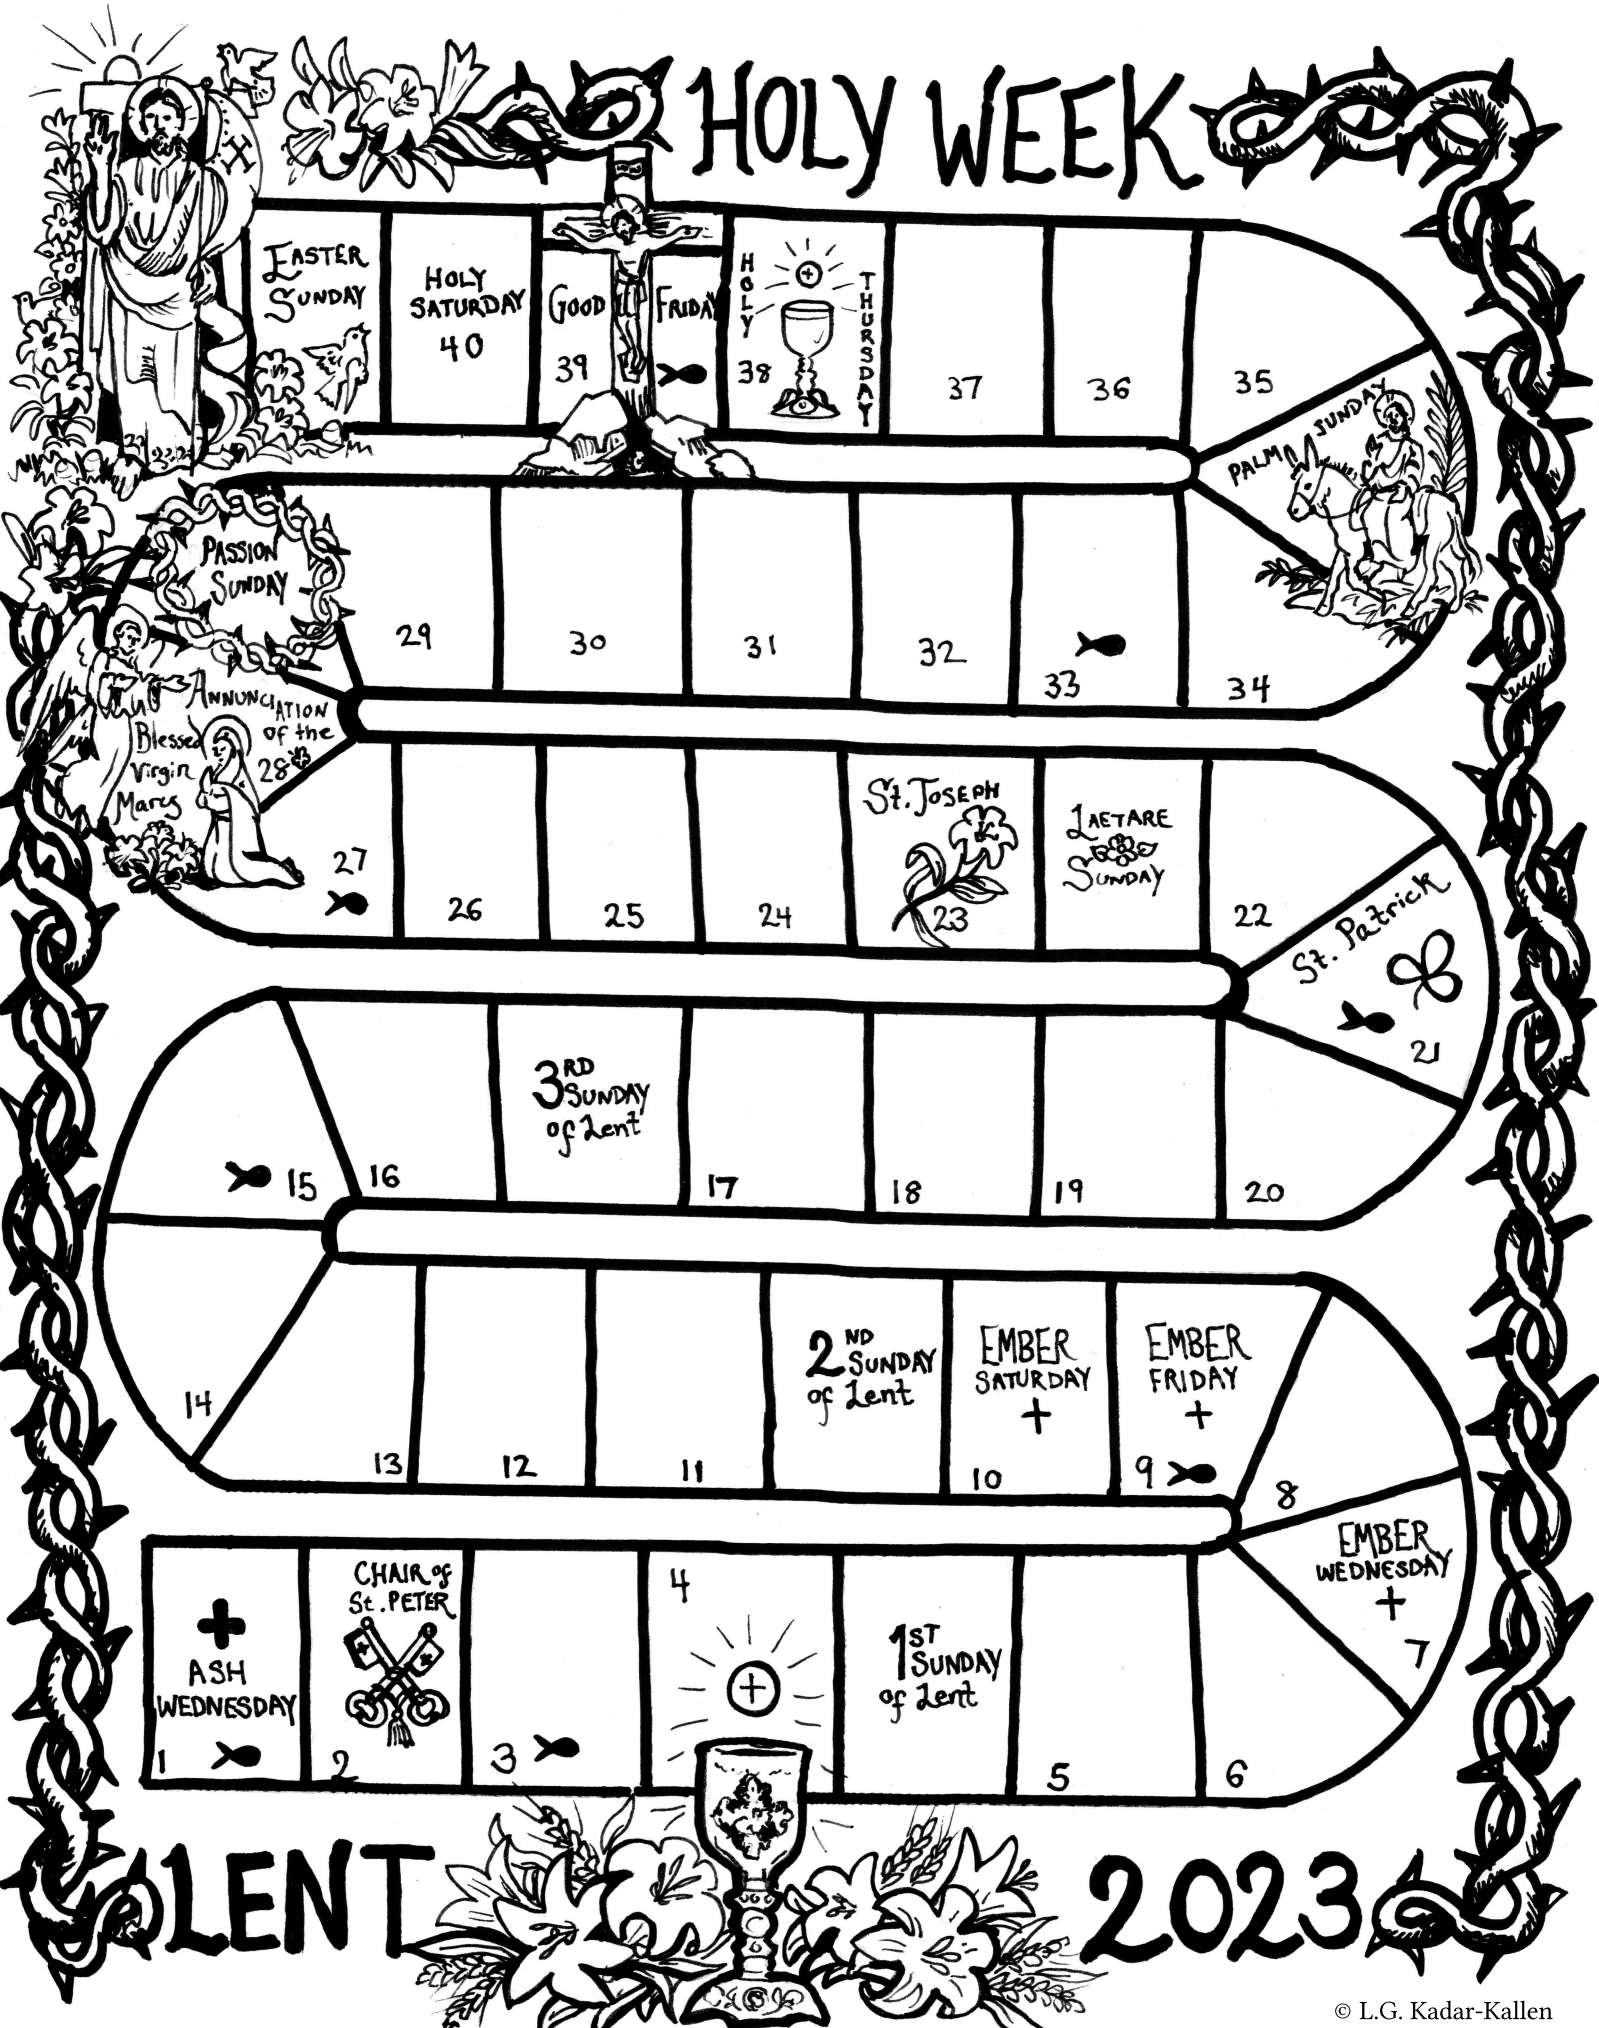 HOLY WEEK
EASTER
SUNDAY
HOLY
SATURDAY
40
GOOD FRIDAY
39
HOLY
THURSDAY
38
37
36
35
PALM SUNDAY
PASSION
SUNDAY
29
30
31
32
33
34
ANNUNCIATION
of the
Blessed
Virgin
Mary
28
27
26
25
24
St. JOSEPH
23
LAETARE
SUNDAY
22
St. Patrick
21
15
16
3RD
SUNDAY
of Lent
17
18
19
20
14
13
12
11
2ND
SUNDAY
of Lent
EMBER
SATURDAY
10
EMBER
FRIDAY
9
8
EMBER
WEDNESDAY
7
ASH
WEDNESDAY
1
CHAIR of
St. PETER
2
3
4
1ST
SUNDAY
of Lent
5
6
LENT 2023
© L.G. Kadar-Kallen